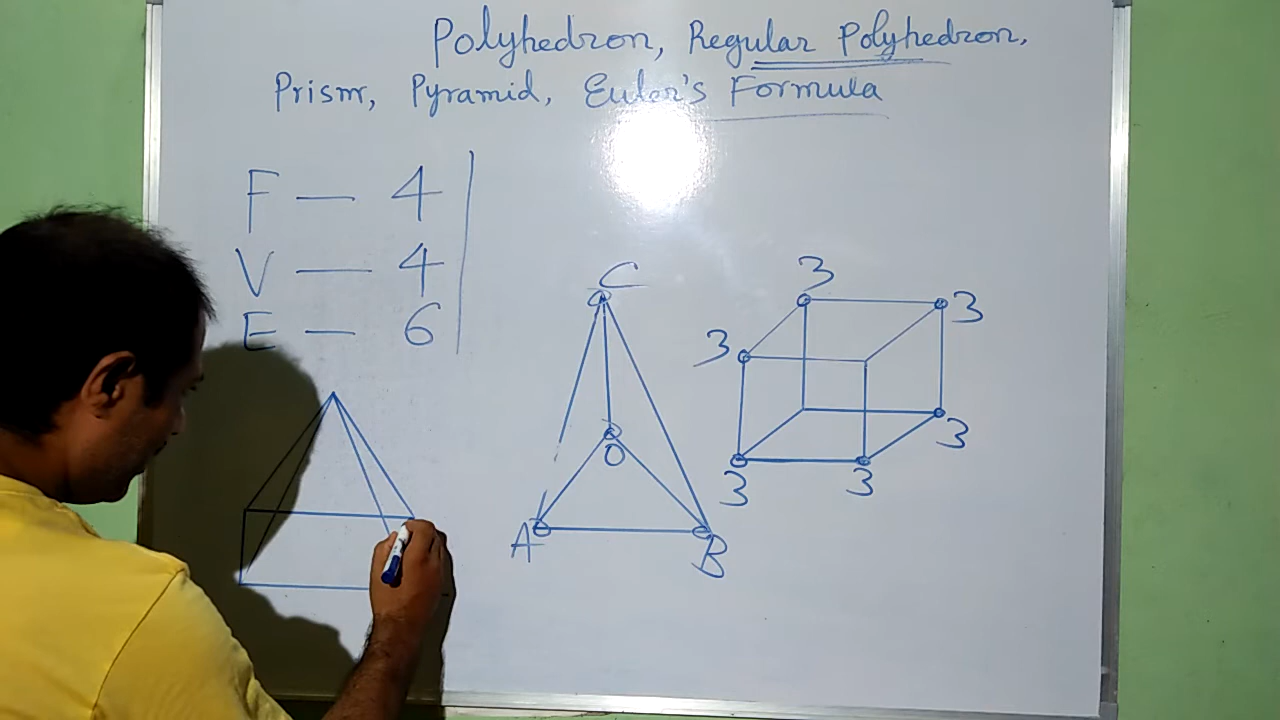 Polyhedron, Regular Polyhedron,
Prism, Pyramid, Euler's Formula
F — 4
V — 4
E — 6
C
O
A
B
3
3
3
3
3
3